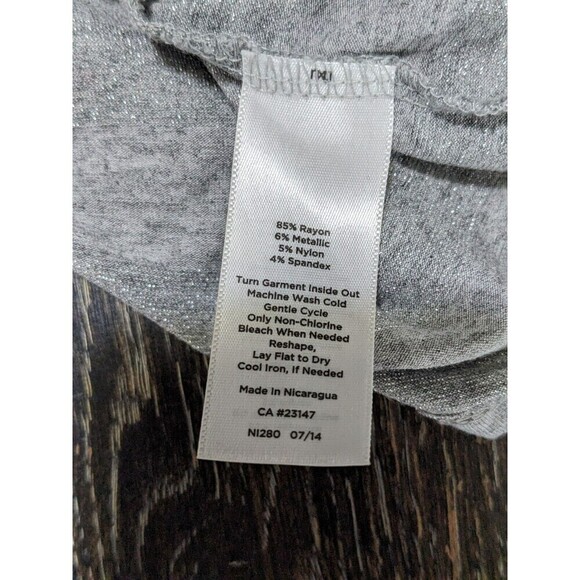 85% Rayon
6% Metallic
5% Nylon
4% Spandex
Turn Garment Inside Out
Machine Wash Cold
Gentle Cycle
Only Non-Chlorine
Bleach When Needed
Reshape,
Lay Flat to Dry
Cool Iron, If Needed
Made in Nicaragua
CA #23147
NI280 07/14